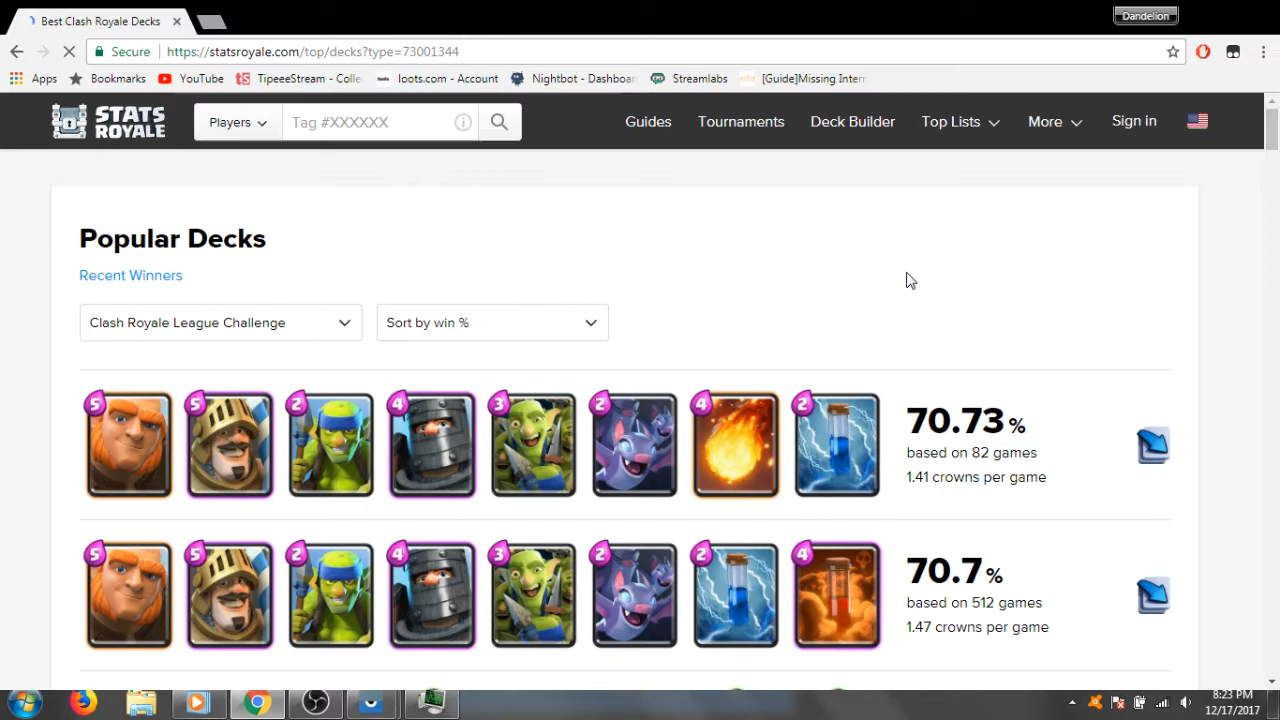 Best Clash Royale Decks
Dandelion
Secure
https://statsroyale.com/top/decks?type=73001344
Apps
Bookmarks
YouTube
TipeeeStream - Colle
loots.com - Account
Nightbot - Dashboar
Streamlabs
[Guide]Missing Intern
STATS ROYALE
Players
Tag #XXXXXX
Guides
Tournaments
Deck Builder
Top Lists
More
Sign in
Popular Decks
Recent Winners
Clash Royale League Challenge
Sort by win %
5 5 2 4 3 2 4 2
70.73 %
based on 82 games
1.41 crowns per game
5 5 2 4 3 2 2 4
70.7 %
based on 512 games
1.47 crowns per game
8:23 PM
12/17/2017